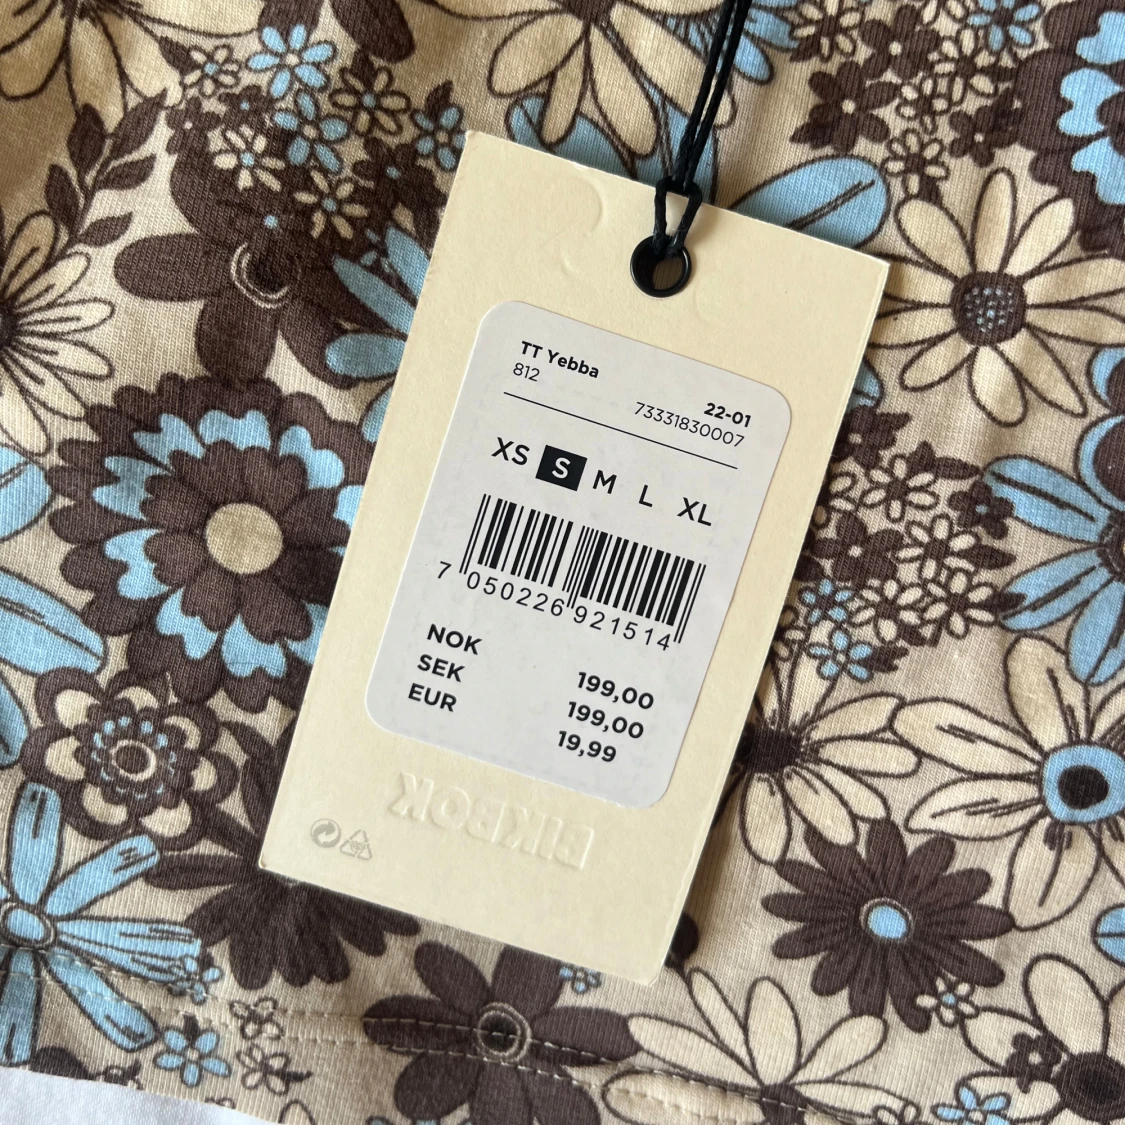 TT Yebba
812
22-01
73331830007
XS S M L XL
7 050226 921514
NOK 199,00
SEK 199,00
EUR 19,99
BIKBOK